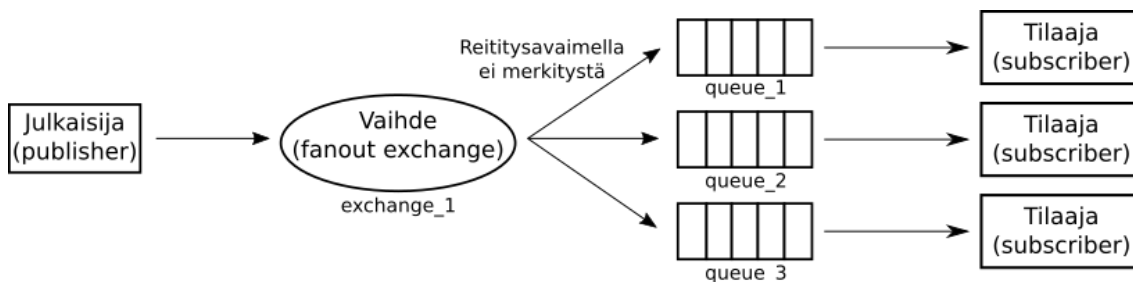 Julkaisija
(publisher)
Vaihde
(fanout exchange)
exchange_1
Reititysavaimella
ei merkitystä
queue_1
Tilaaja
(subscriber)
queue_2
Tilaaja
(subscriber)
queue_3
Tilaaja
(subscriber)